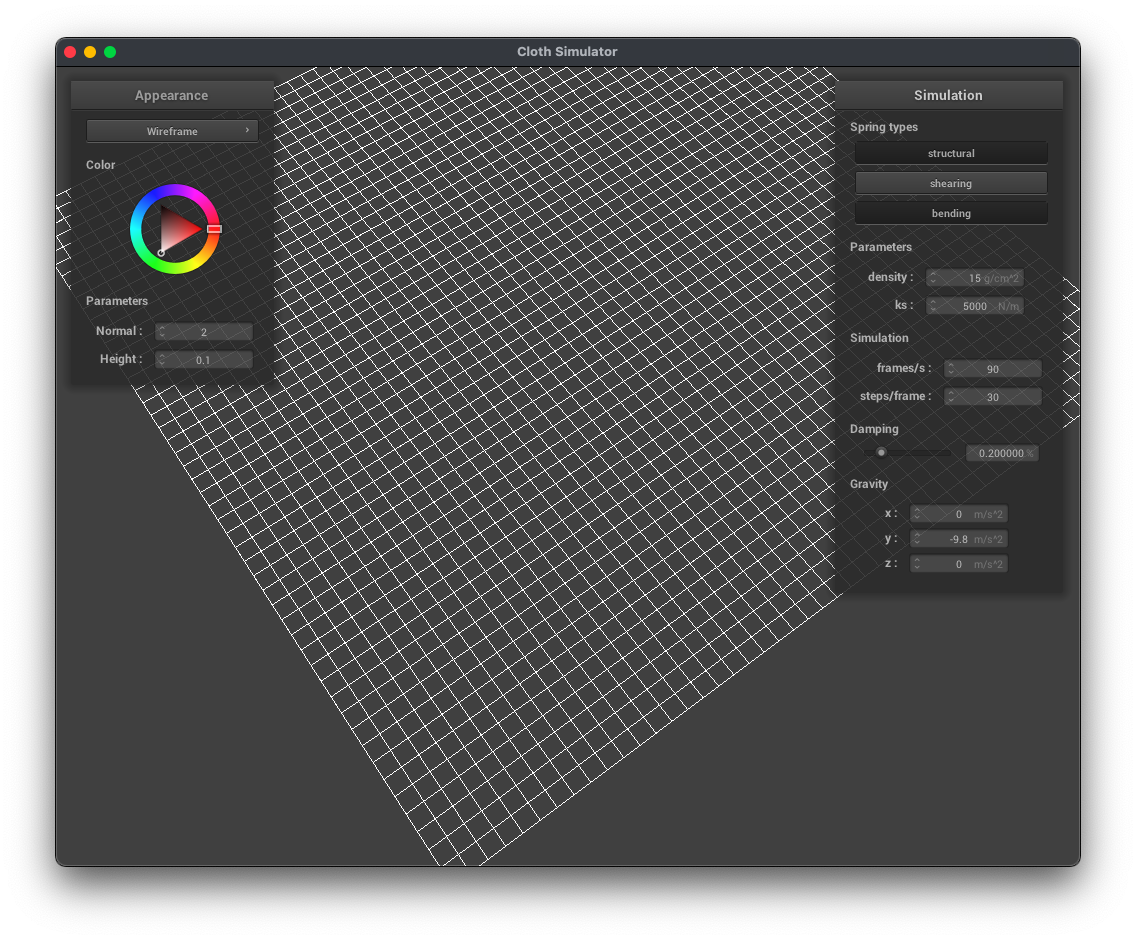 Cloth Simulator
Appearance
Wireframe
Color
Parameters
Normal : 2
Height : 0.1
Simulation
Spring types
structural
shearing
bending
Parameters
density : 15 g/cm^2
ks : 5000 N/m
Simulation
frames/s : 90
steps/frame : 30
Damping
0.200000 %
Gravity
x : 0 m/s^2
y : -9.8 m/s^2
z : 0 m/s^2